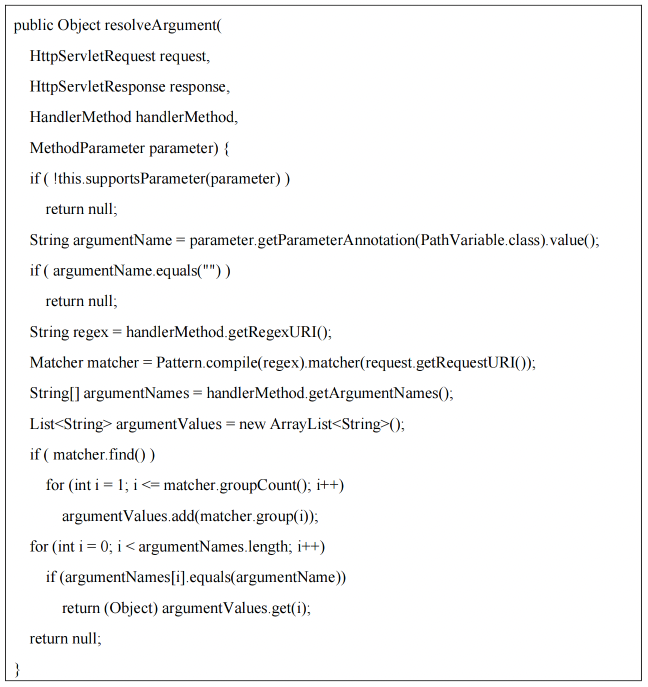 public Object resolveArgument(
HttpServletRequest request,
HttpServletResponse response,
HandlerMethod handlerMethod,
MethodParameter parameter) {
if ( !this.supportsParameter(parameter) )
return null;
String argumentName = parameter.getParameterAnnotation(PathVariable.class).value();
if ( argumentName.equals("") )
return null;
String regex = handlerMethod.getRegexURI();
Matcher matcher = Pattern.compile(regex).matcher(request.getRequestURI());
String[] argumentNames = handlerMethod.getArgumentNames();
List<String> argumentValues = new ArrayList<String>();
if ( matcher.find() )
for (int i = 1; i <= matcher.groupCount(); i++)
argumentValues.add(matcher.group(i));
for (int i = 0; i < argumentNames.length; i++)
if (argumentNames[i].equals(argumentName))
return (Object) argumentValues.get(i);
return null;
}